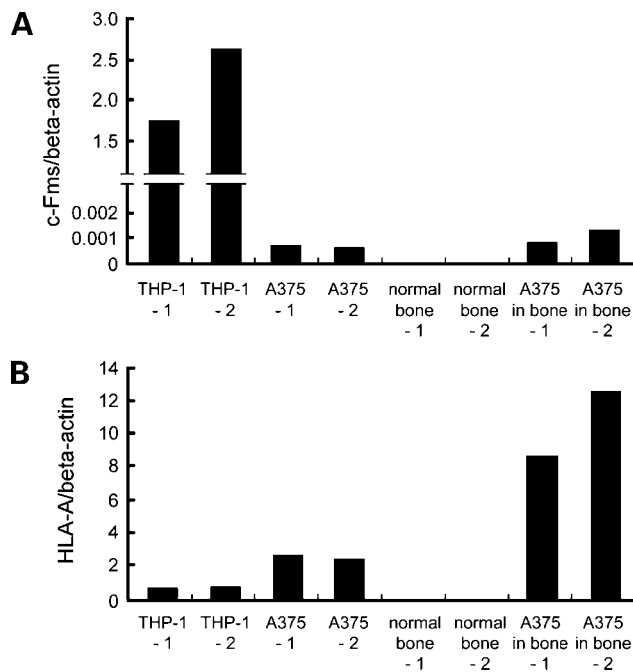 A
c-Fms/beta-actin
3.0
2.5
2.0
1.5
0.002
0.001
0
THP-1 THP-1 A375 A375 normal normal A375 A375
- 1 - 2 - 1 - 2 bone bone in bone in bone
- 1 - 2 - 1 - 2
B
HLA-A/beta-actin
14
12
10
8
6
4
2
0
THP-1 THP-1 A375 A375 normal normal A375 A375
- 1 - 2 - 1 - 2 bone bone in bone in bone
- 1 - 2 - 1 - 2